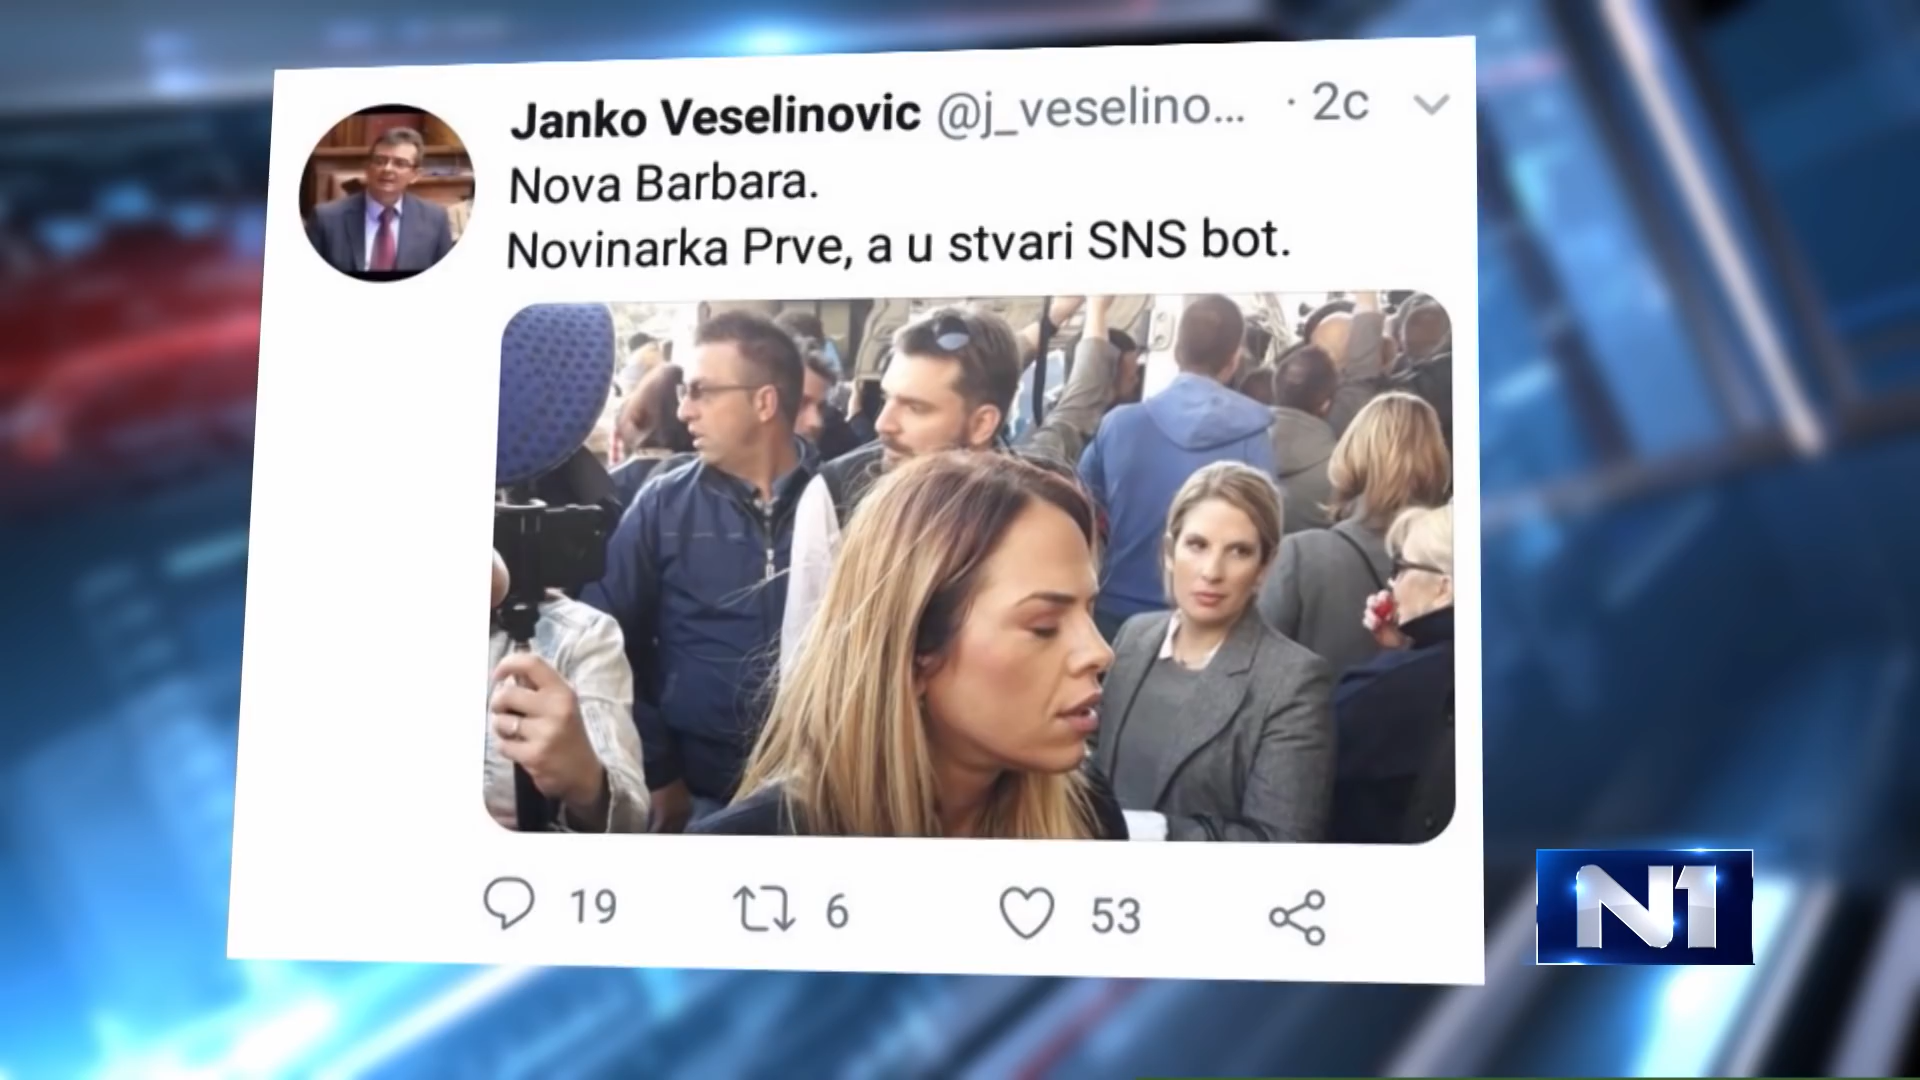 Janko Veselinovic @j_veselino... · 2c
Nova Barbara.
Novinarka Prve, a u stvari SNS bot.
19 6 53
N1